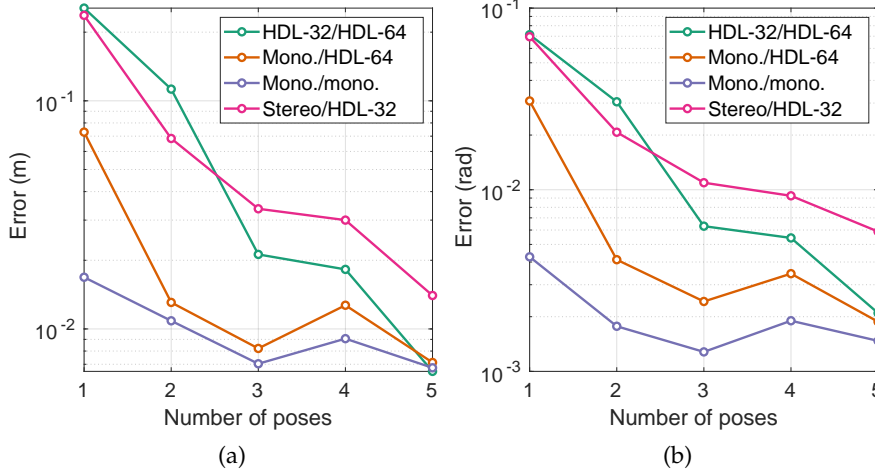 HDL-32/HDL-64
Mono./HDL-64
Mono./mono.
Stereo/HDL-32
10-1
10-2
Error (m)
1 2 3 4 5
Number of poses
(a)
HDL-32/HDL-64
Mono./HDL-64
Mono./mono.
Stereo/HDL-32
10-1
10-2
10-3
Error (rad)
1 2 3 4 5
Number of poses
(b)